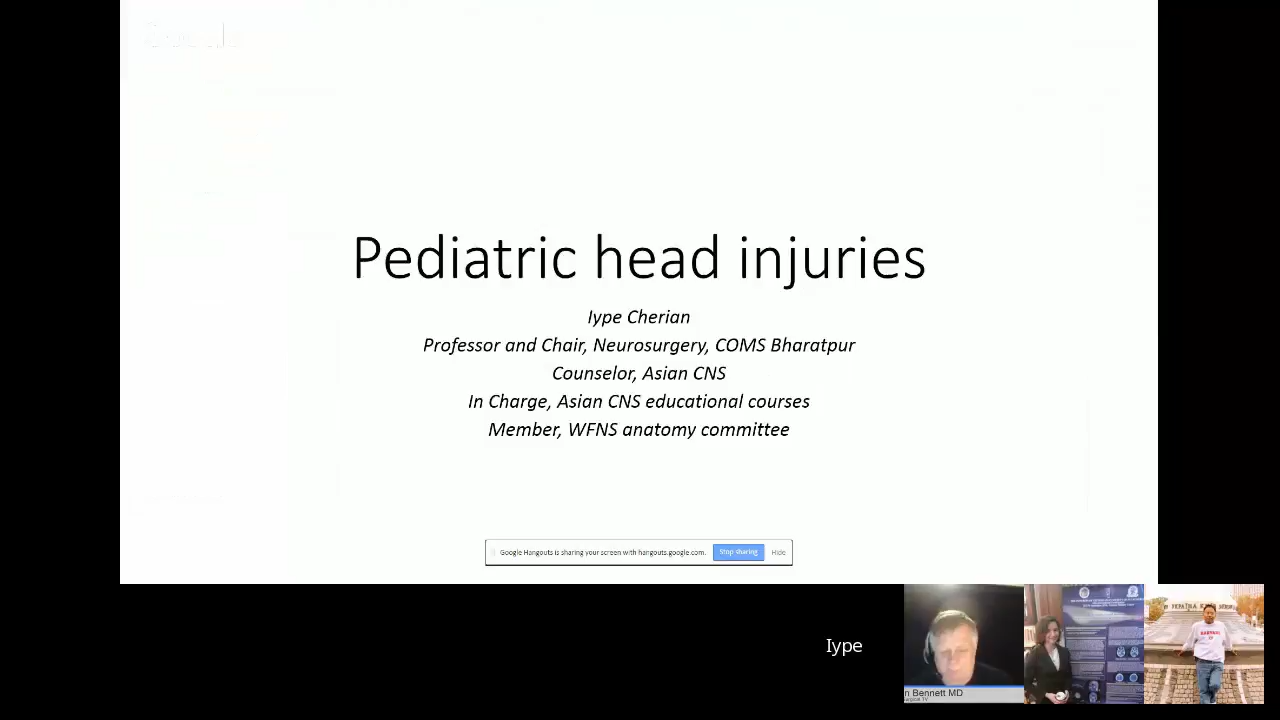 Pediatric head injuries
Iype Cherian
Professor and Chair, Neurosurgery, COMS Bharatpur
Counselor, Asian CNS
In Charge, Asian CNS educational courses
Member, WFNS anatomy committee
Google Hangouts is sharing your screen with hangouts.google.com.
Stop sharing
Hide
Iype
n Bennett MD